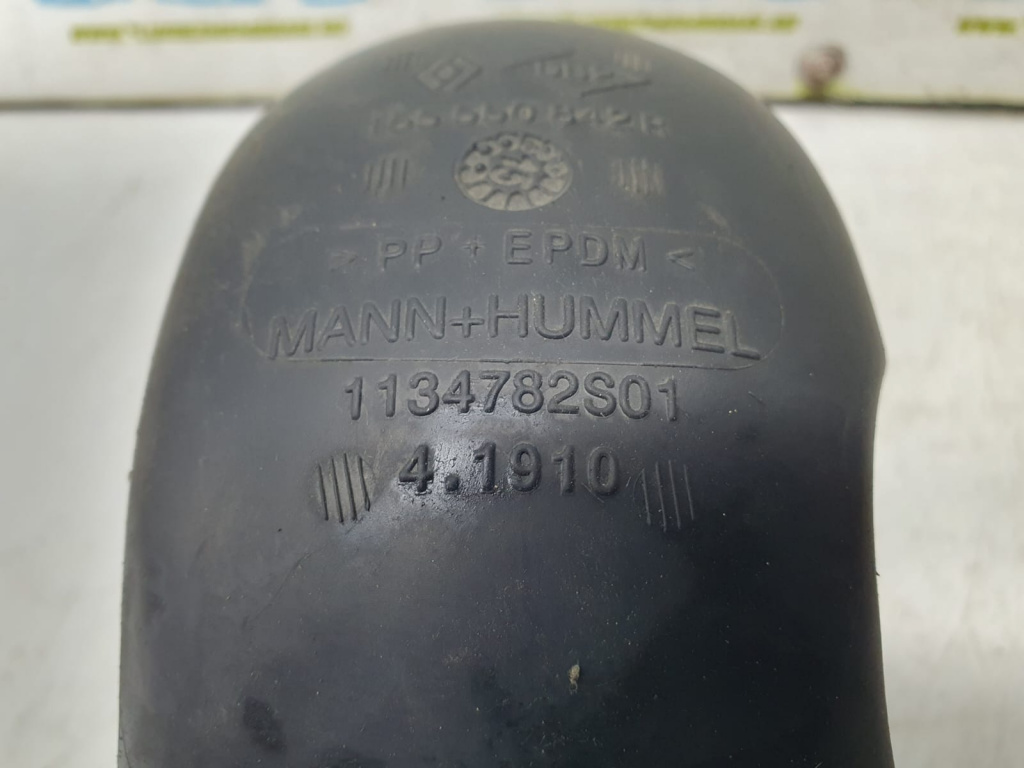 > PP + EPDM <
MANN+HUMMEL
1134782S01
4.1910